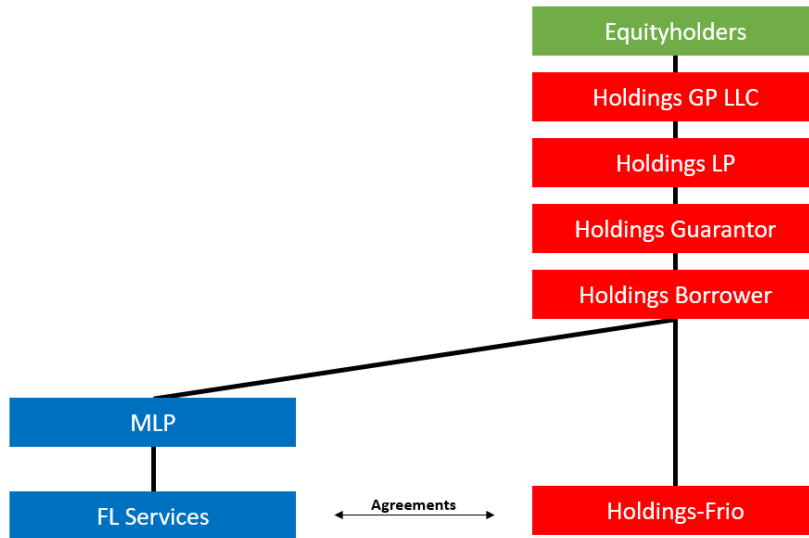 Equityholders
Holdings GP LLC
Holdings LP
Holdings Guarantor
Holdings Borrower
MLP
FL Services
Agreements
Holdings-Frio